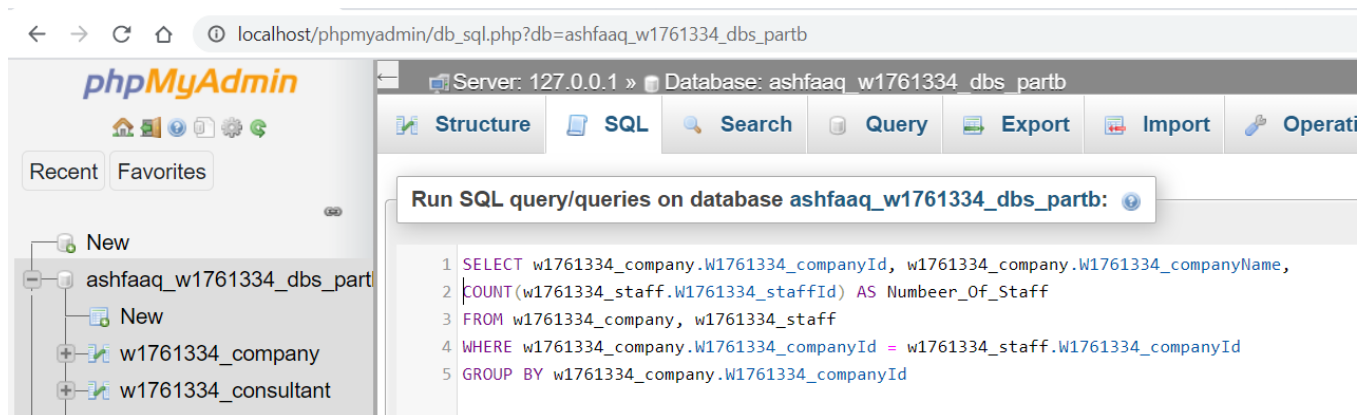 localhost/phpmyadmin/db_sql.php?db=ashfaaq_w1761334_dbs_partb
phpMyAdmin
Server: 127.0.0.1 » Database: ashfaaq_w1761334_dbs_partb
Structure SQL Search Query Export Import Operati
Recent Favorites
Run SQL query/queries on database ashfaaq_w1761334_dbs_partb:
New
ashfaaq_w1761334_dbs_part
New
w1761334_company
w1761334_consultant
1 SELECT w1761334_company.W1761334_companyId, w1761334_company.W1761334_companyName,
2 COUNT(w1761334_staff.W1761334_staffId) AS Numbeer_Of_Staff
3 FROM w1761334_company, w1761334_staff
4 WHERE w1761334_company.W1761334_companyId = w1761334_staff.W1761334_companyId
5 GROUP BY w1761334_company.W1761334_companyId